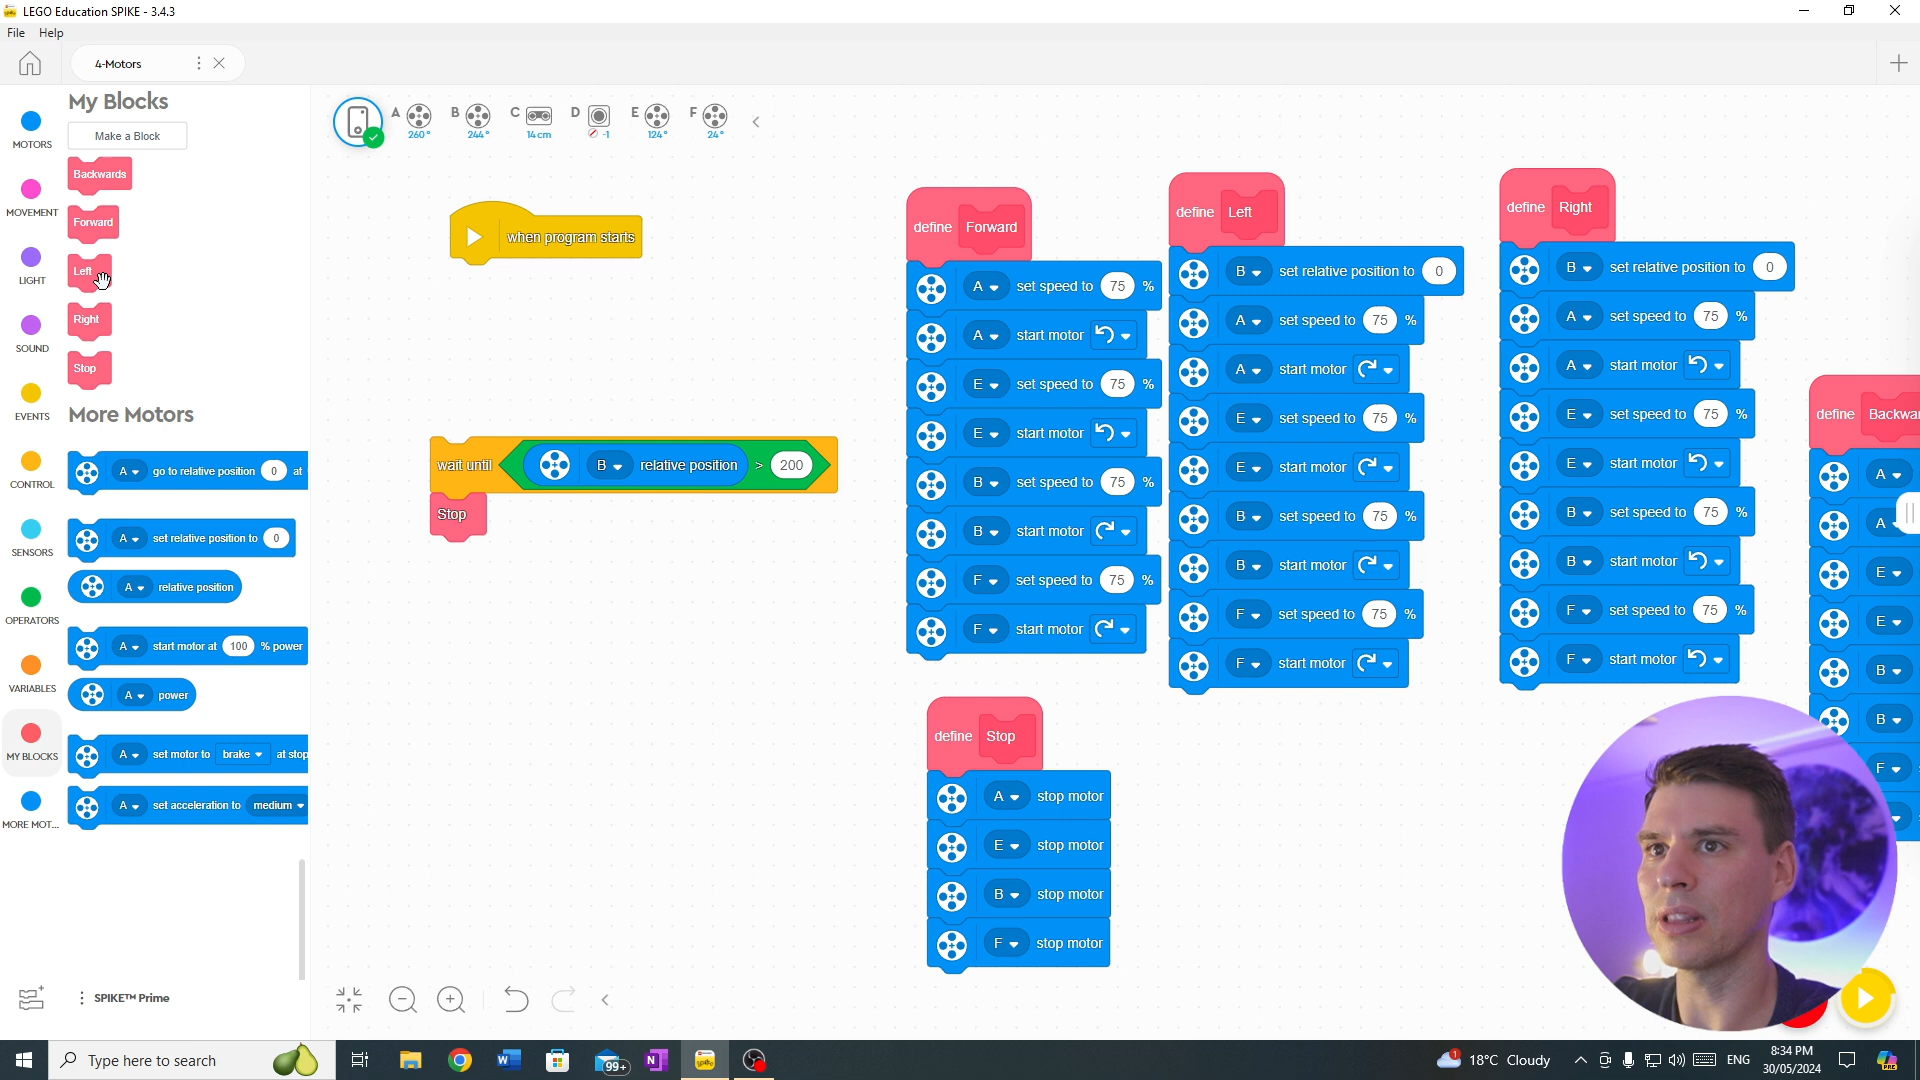 LEGO Education SPIKE - 3.4.3
File Help
4-Motors
MOTORS
MOVEMENT
LIGHT
SOUND
EVENTS
CONTROL
SENSORS
OPERATORS
VARIABLES
MY BLOCKS
MORE MOT...
My Blocks
Make a Block
Backwards
Forward
Left
Right
Stop
More Motors
A go to relative position 0 at
A set relative position to 0
A relative position
A start motor at 100 % power
A power
A set motor to brake at stop
A set acceleration to medium
SPIKE™ Prime
A 260° B 244° C 14cm D -1 E 124° F 24°
when program starts
wait until B relative position > 200
Stop
define Forward
A set speed to 75 %
A start motor
E set speed to 75 %
E start motor
B set speed to 75 %
B start motor
F set speed to 75 %
F start motor
define Left
B set relative position to 0
A set speed to 75 %
A start motor
E set speed to 75 %
E start motor
B set speed to 75 %
B start motor
F set speed to 75 %
F start motor
define Right
B set relative position to 0
A set speed to 75 %
A start motor
E set speed to 75 %
E start motor
B set speed to 75 %
B start motor
F set speed to 75 %
F start motor
define Backwar
A
A
E
E
B
B
F
define Stop
A stop motor
E stop motor
B stop motor
F stop motor
Type here to search
99+
18°C Cloudy
ENG
8:34 PM
30/05/2024